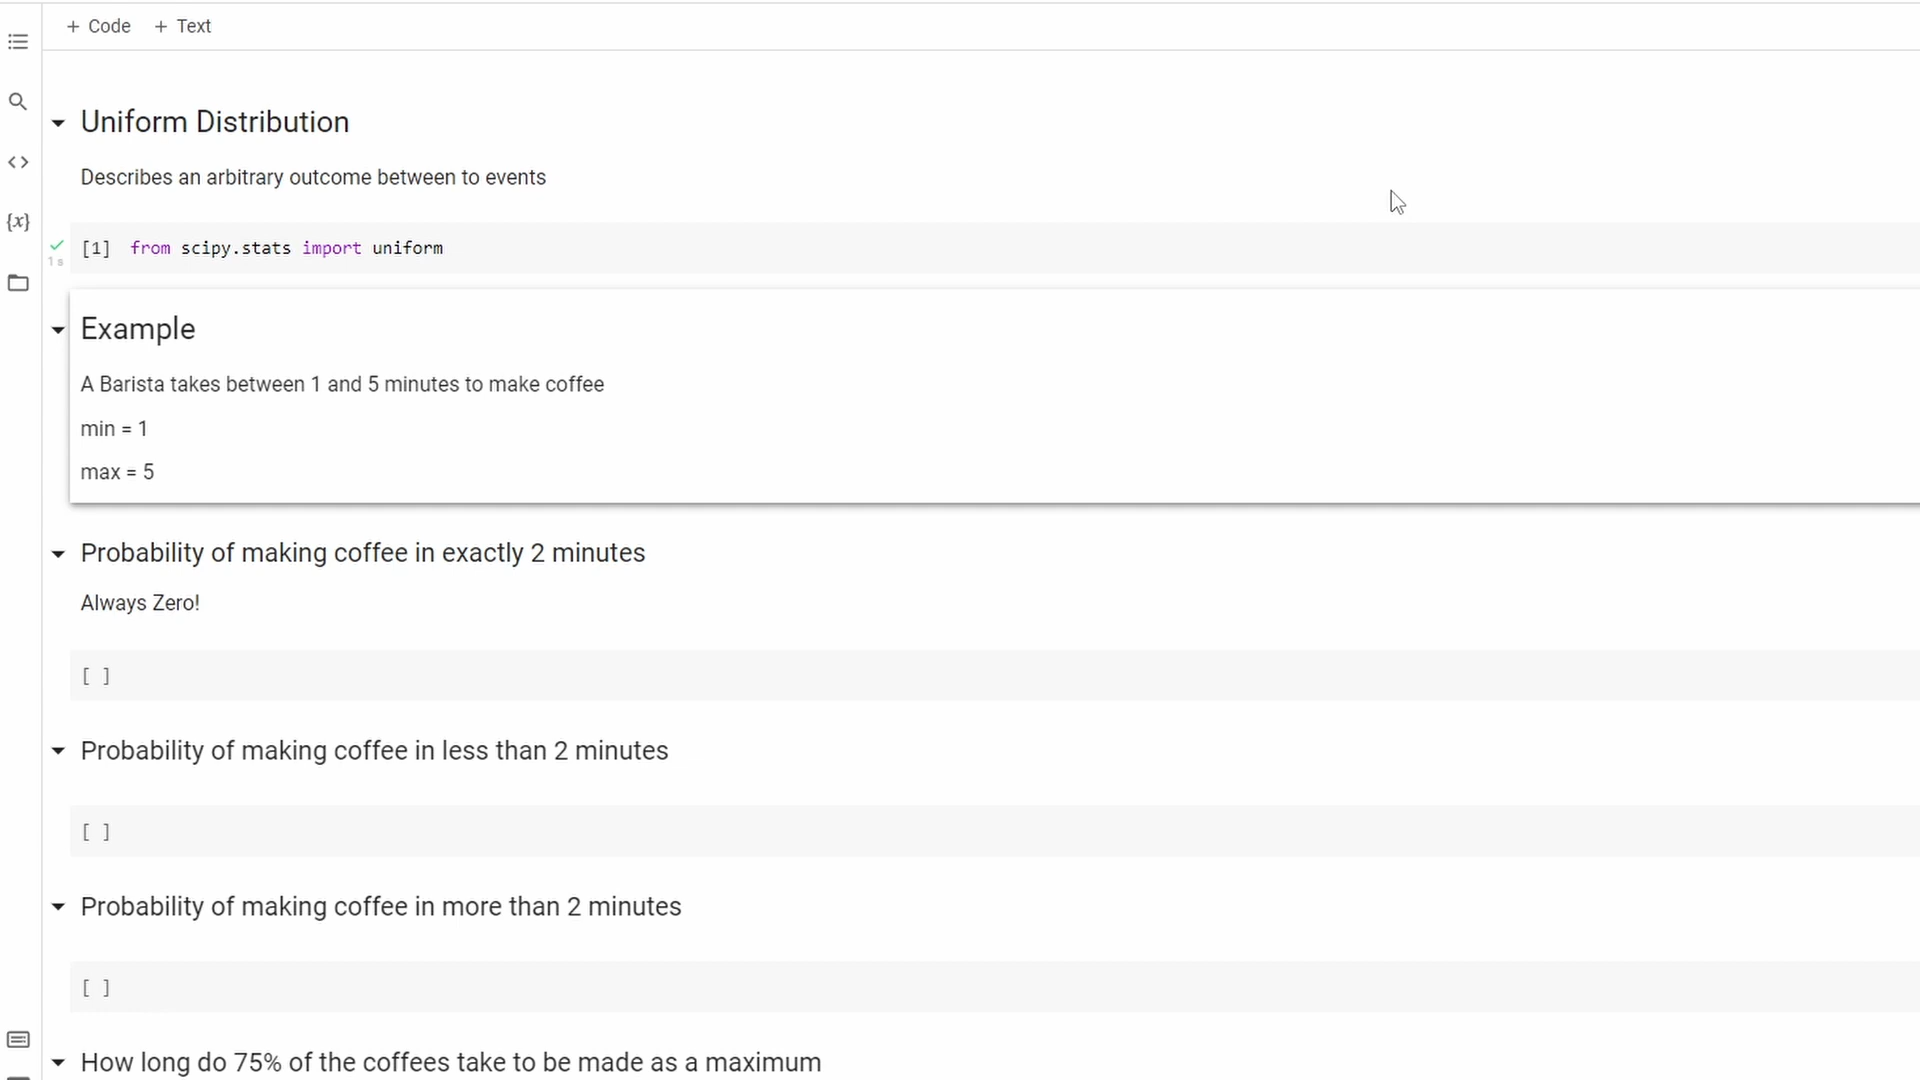 + Code + Text
Uniform Distribution
Describes an arbitrary outcome between to events
[1] from scipy.stats import uniform
1 s
Example
A Barista takes between 1 and 5 minutes to make coffee
min = 1
max = 5
Probability of making coffee in exactly 2 minutes
Always Zero!
[ ]
Probability of making coffee in less than 2 minutes
[ ]
Probability of making coffee in more than 2 minutes
[ ]
How long do 75% of the coffees take to be made as a maximum
{x}